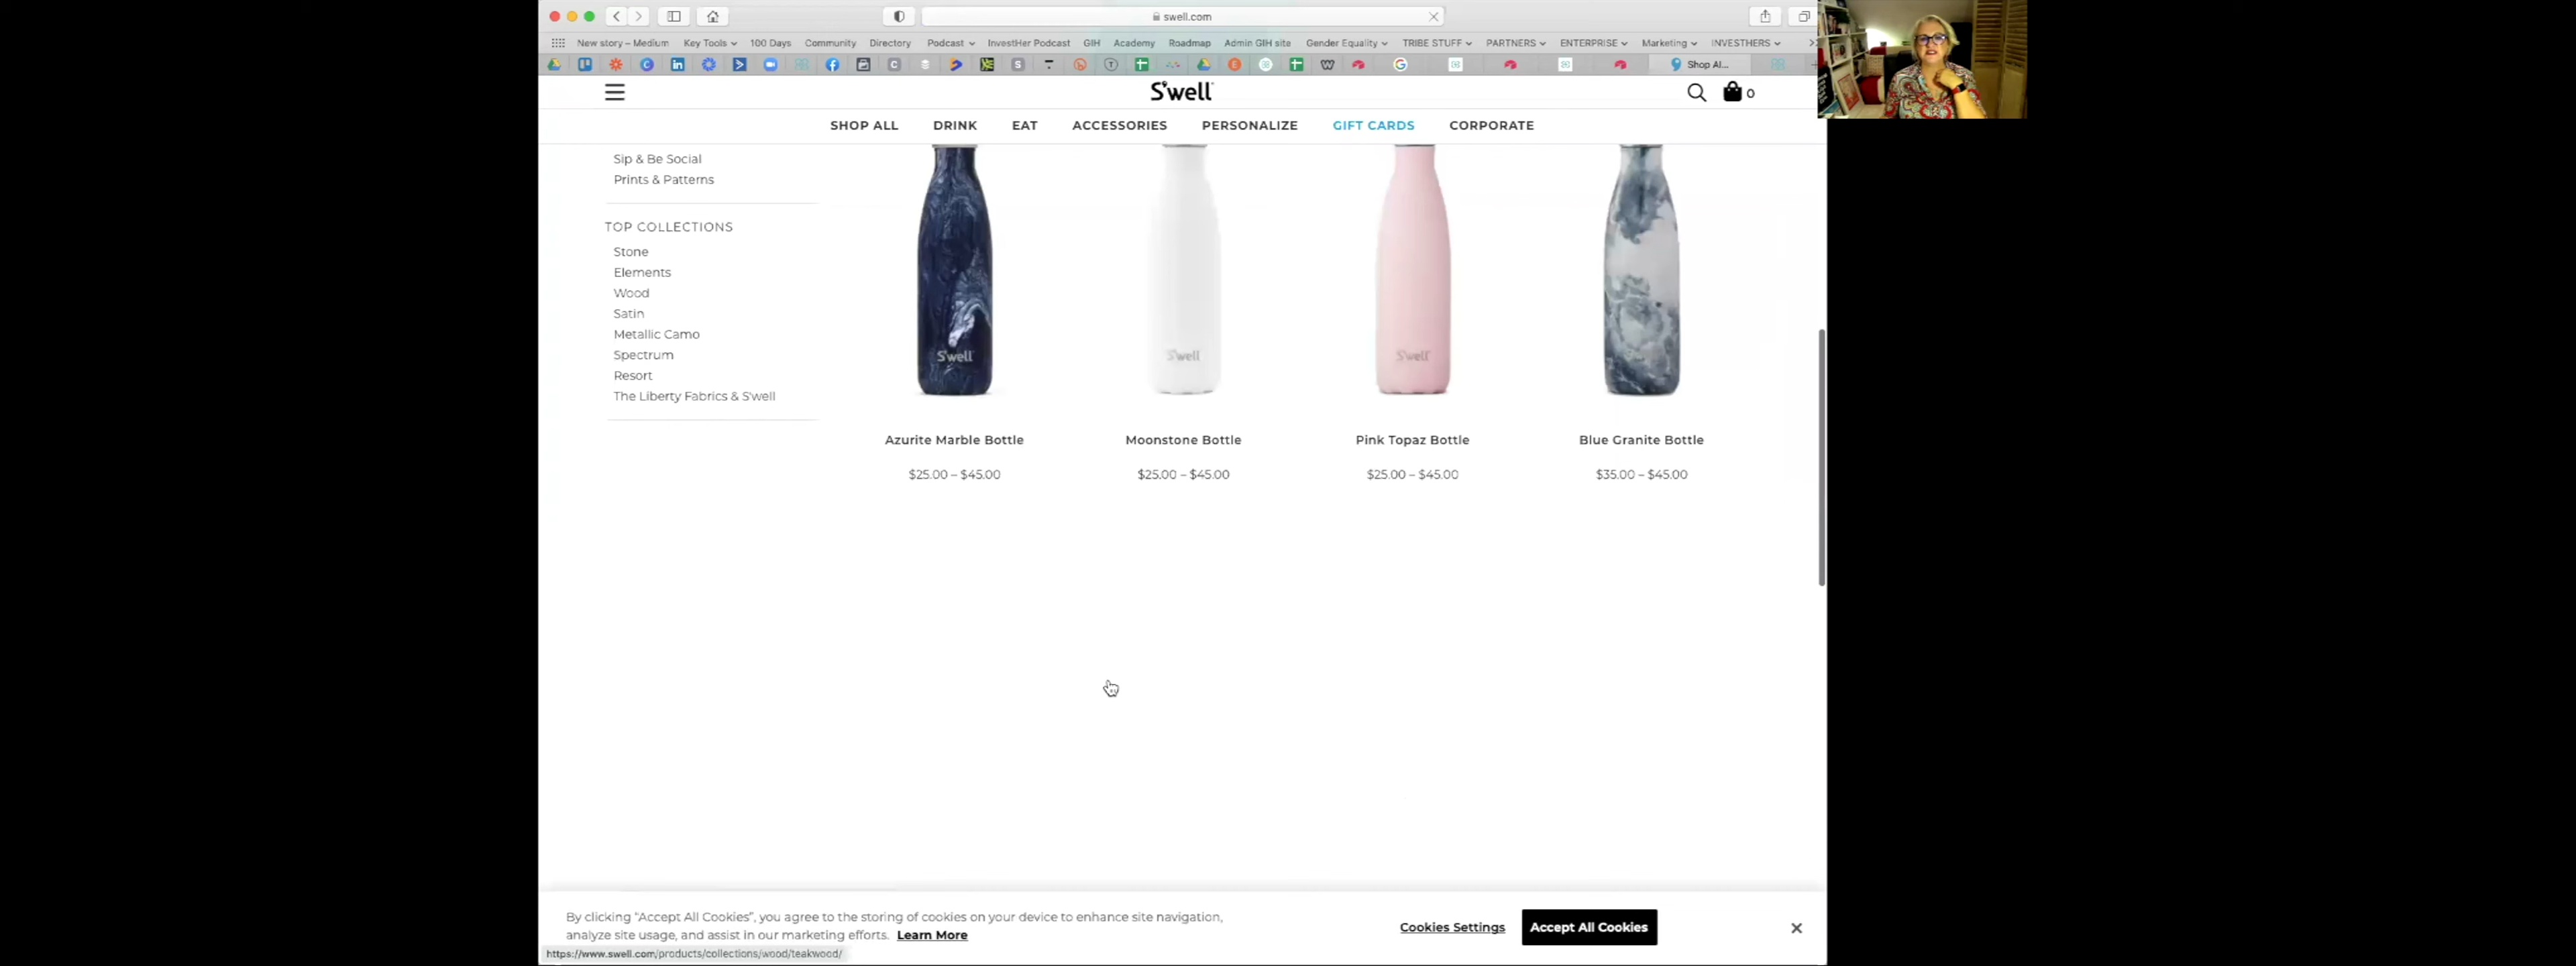 swell.com
New story – Medium Key Tools 100 Days Community Directory Podcast InvestHer Podcast GIH Academy Roadmap Admin GIH site Gender Equality TRIBE STUFF PARTNERS ENTERPRISE Marketing INVESTHERS
Shop Al...
S'well
0
SHOP ALL DRINK EAT ACCESSORIES PERSONALIZE GIFT CARDS CORPORATE
Sip & Be Social
Prints & Patterns
TOP COLLECTIONS
Stone
Elements
Wood
Satin
Metallic Camo
Spectrum
Resort
The Liberty Fabrics & S'well
S'well S'well S'well
Azurite Marble Bottle Moonstone Bottle Pink Topaz Bottle Blue Granite Bottle
$25.00 – $45.00 $25.00 – $45.00 $25.00 – $45.00 $35.00 – $45.00
By clicking “Accept All Cookies”, you agree to the storing of cookies on your device to enhance site navigation,
analyze site usage, and assist in our marketing efforts. Learn More
Cookies Settings Accept All Cookies
https://www.swell.com/products/collections/wood/teakwood/